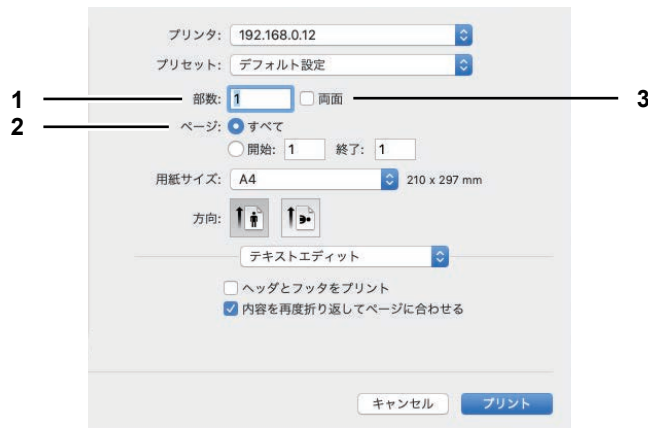 プリンタ: 192.168.0.12
プリセット: デフォルト設定
1 部数: 1 両面 3
2 ページ: すべて
開始: 1 終了: 1
用紙サイズ: A4 210 x 297 mm
方向:
テキストエディット
ヘッダとフッタをプリント
内容を再度折り返してページに合わせる
キャンセル プリント